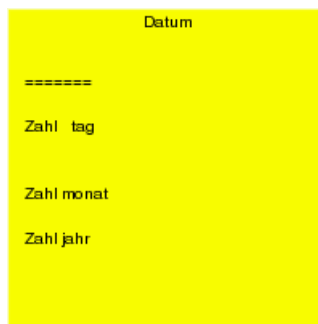 Datum
=======
Zahl tag
Zahl monat
Zahl jahr